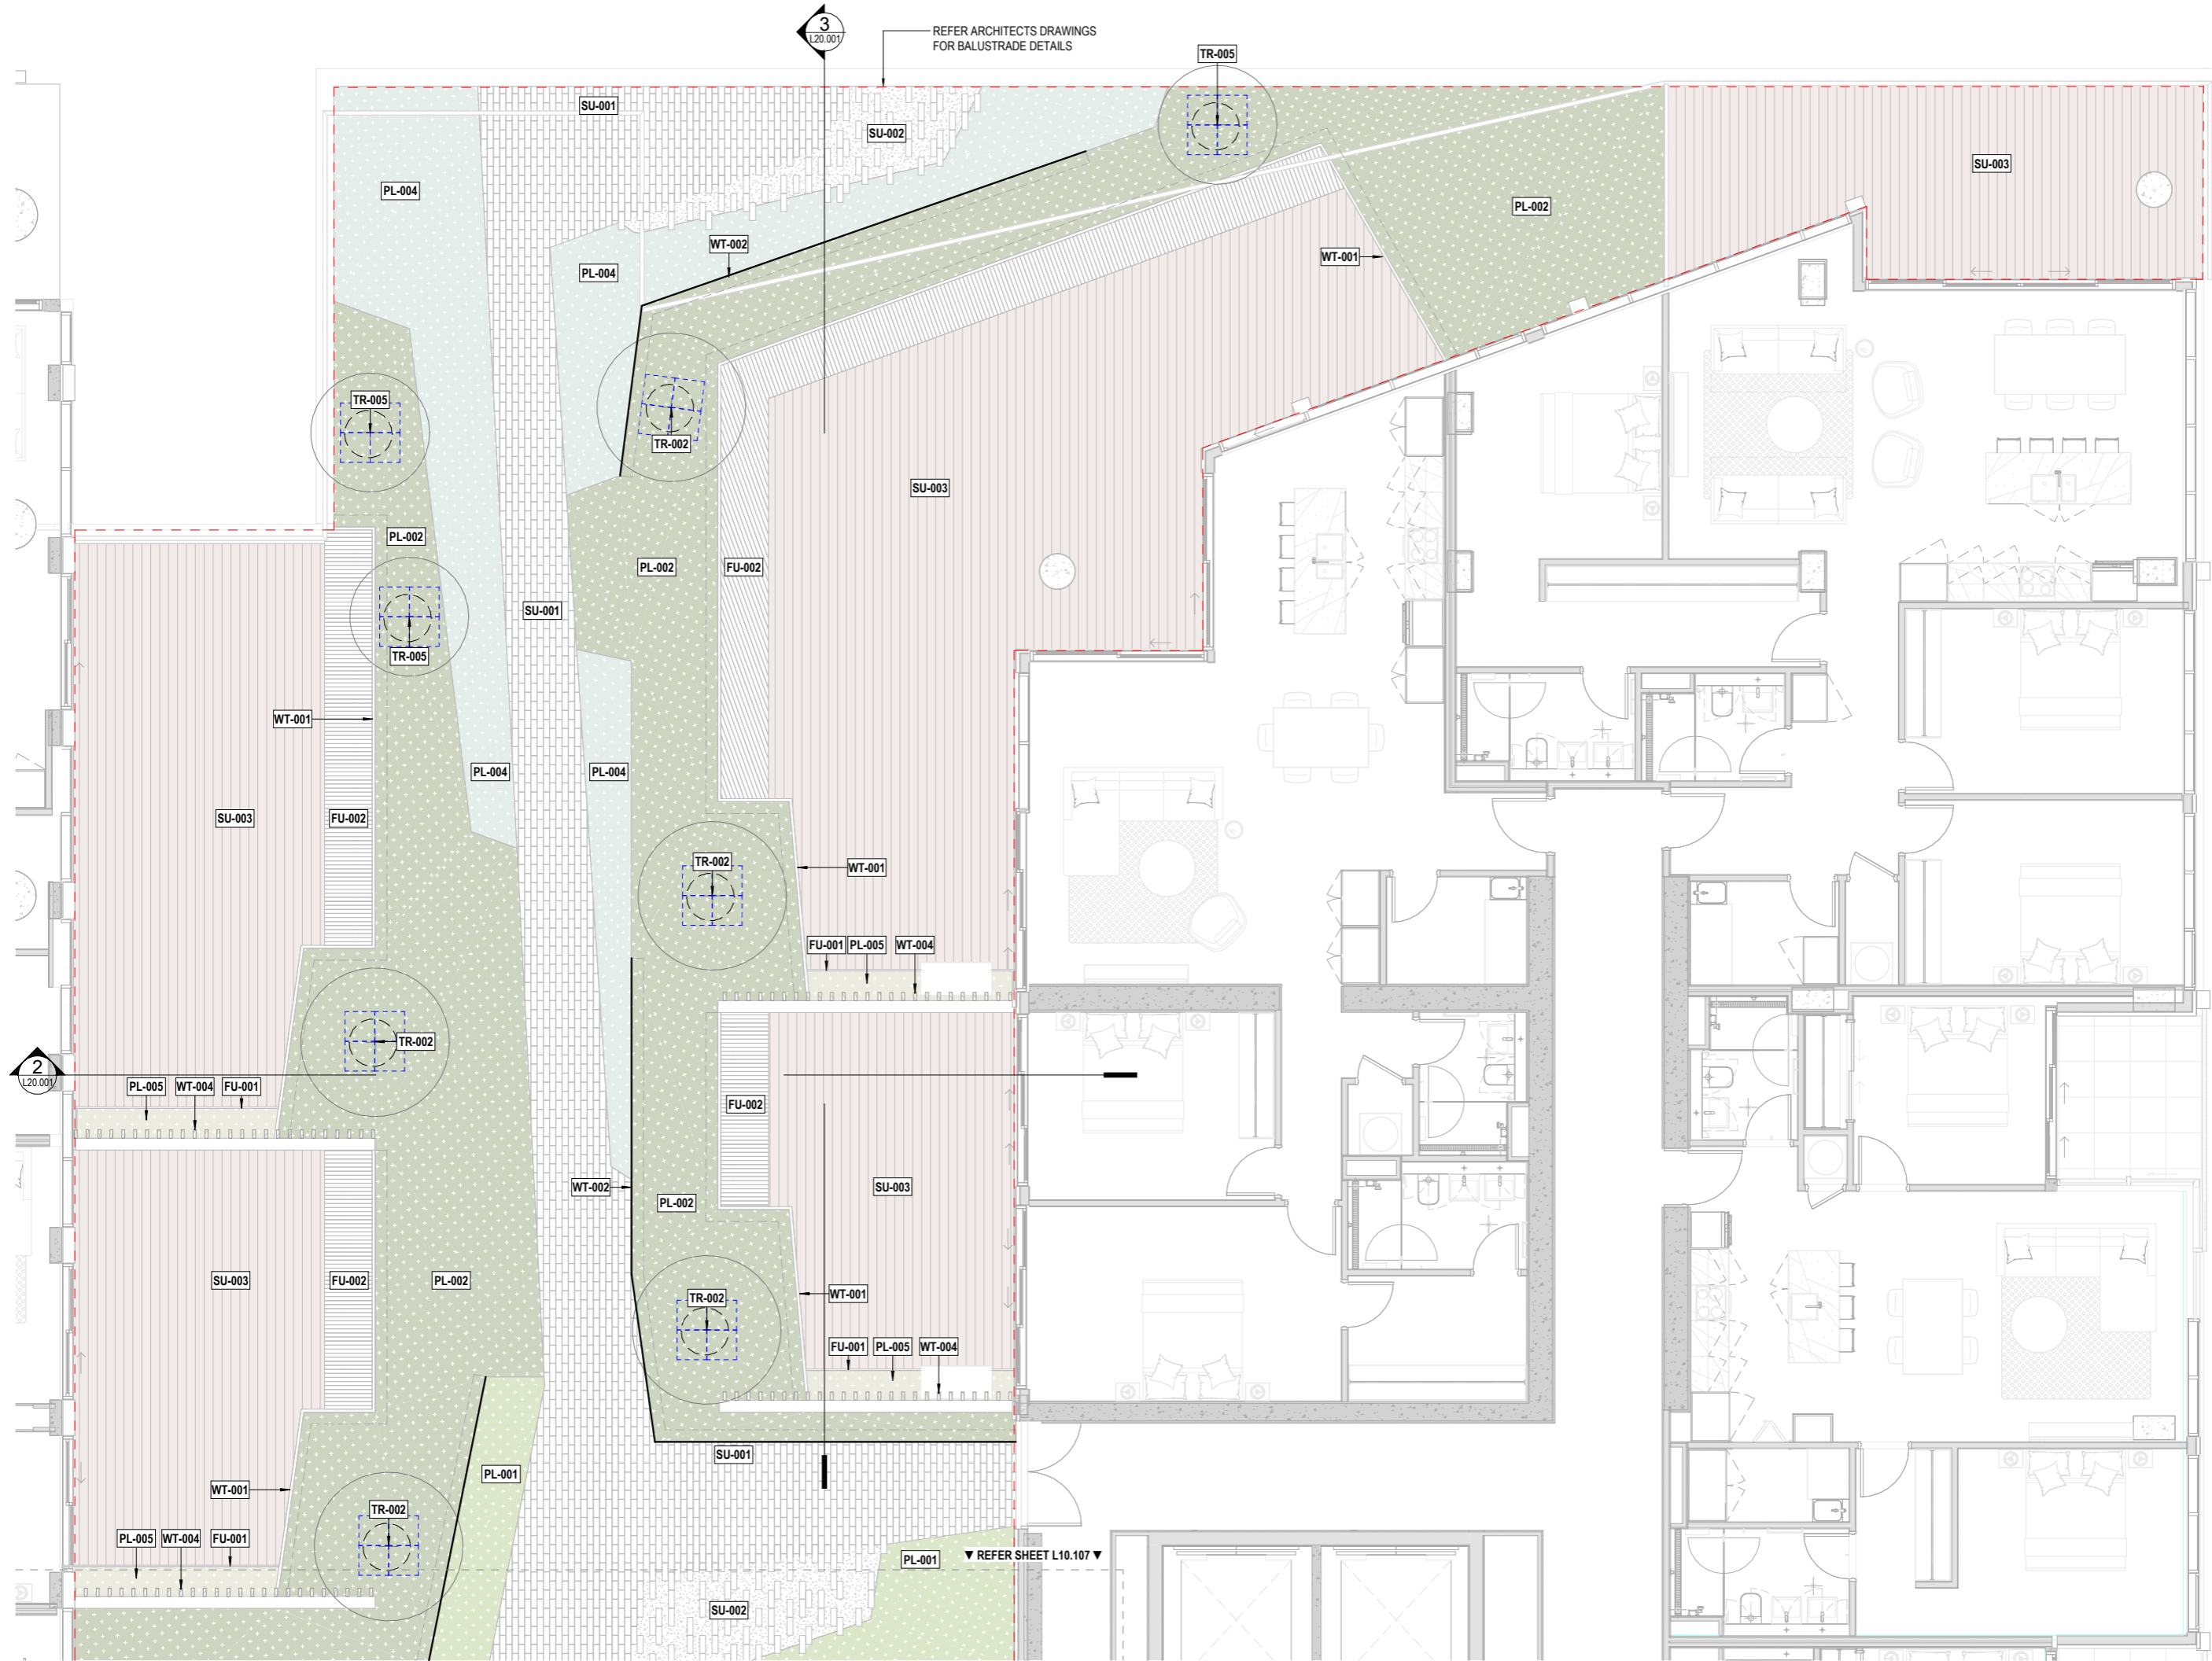 3
L20.001
REFER ARCHITECTS DRAWINGS
FOR BALUSTRADE DETAILS
TR-005
SU-001
SU-002
SU-003
PL-004
PL-002
WT-002
WT-001
PL-004
TR-005
TR-002
SU-003
PL-002
PL-002
FU-002
SU-001
TR-005
WT-001
PL-004
PL-004
SU-003
FU-002
TR-002
WT-001
FU-001
PL-005
WT-004
TR-002
2
L20.001
PL-005
WT-004
FU-001
FU-002
WT-002
SU-003
PL-002
SU-003
FU-002
PL-002
WT-001
TR-002
FU-001
PL-005
WT-004
SU-001
PL-001
WT-001
TR-002
PL-005
WT-004
FU-001
PL-001
▼ REFER SHEET L10.107 ▼
SU-002